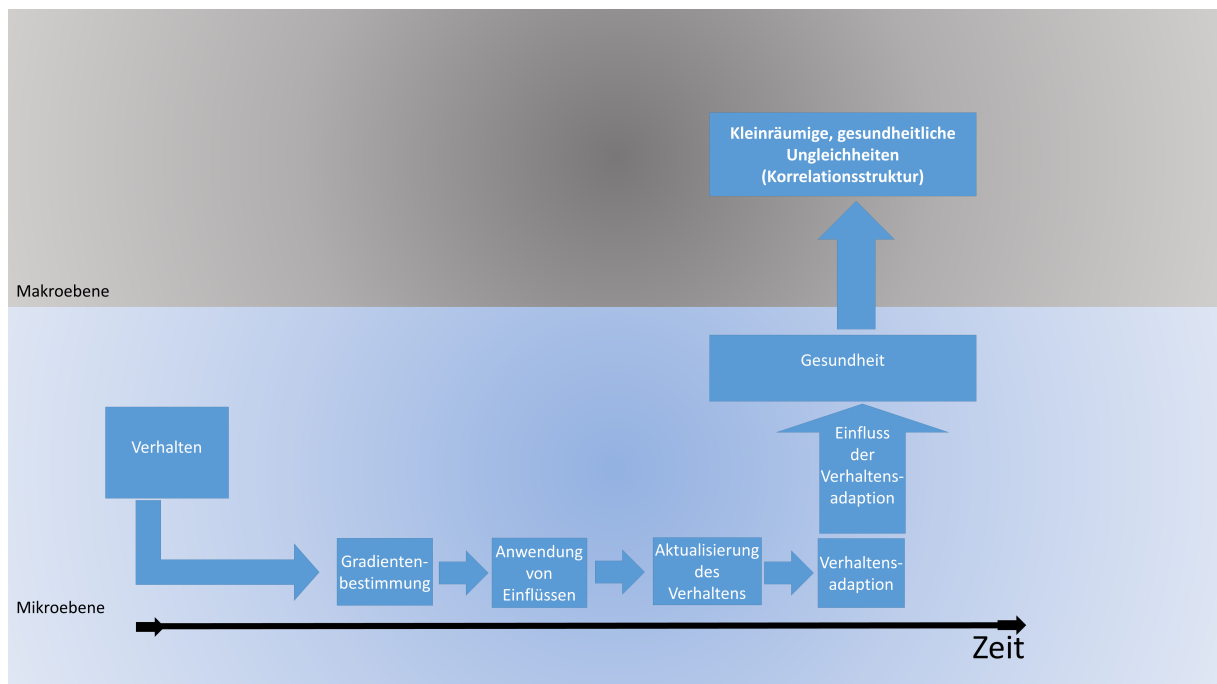 Kleinräumige, gesundheitliche
Ungleichheiten
(Korrelationsstruktur)
Makroebene
Gesundheit
Verhalten
Einfluss
der
Verhaltens-
adaption
Gradienten-
bestimmung
Anwendung
von
Einflüssen
Aktualisierung
des
Verhaltens
Verhaltens-
adaption
Mikroebene
Zeit